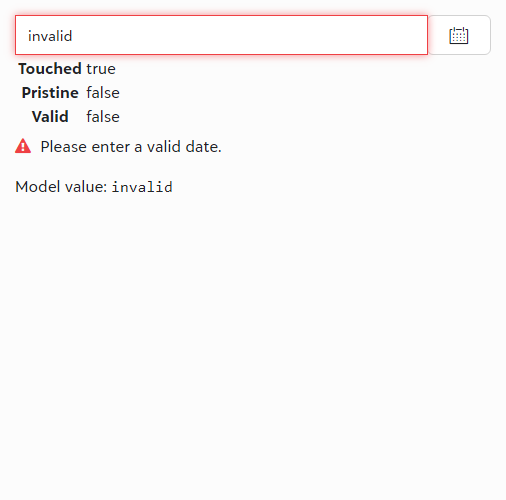 invalid
Touched true
Pristine false
Valid false
Please enter a valid date.
Model value: invalid